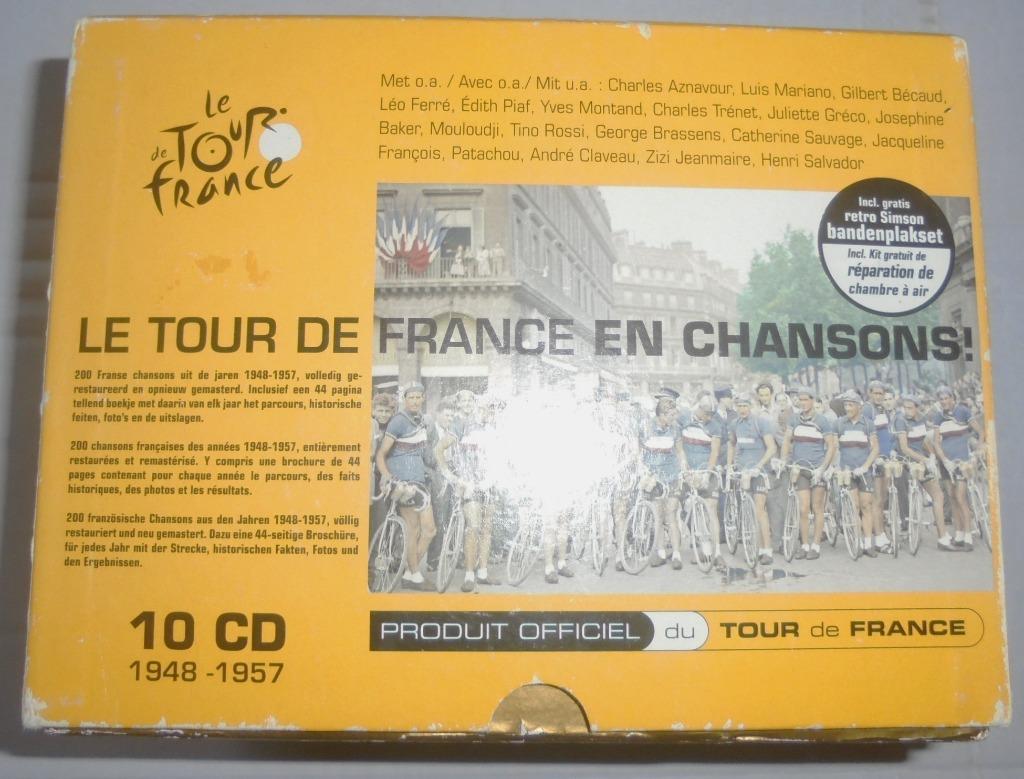 Le
Tour
de
France
Met o.a. / Avec o.a./ Mit u.a. : Charles Aznavour, Luis Mariano, Gilbert Bécaud,
Léo Ferré, Édith Piaf, Yves Montand, Charles Trénet, Juliette Gréco, Josephine
Baker, Mouloudji, Tino Rossi, George Brassens, Catherine Sauvage, Jacqueline
François, Patachou, André Claveau, Zizi Jeanmaire, Henri Salvador
Incl. gratis
retro Simson
bandenplakset
Incl. Kit gratuit de
réparation de
chambre à air
LE TOUR DE FRANCE EN CHANSONS!
200 Franse chansons uit de jaren 1948-1957, volledig ge-
restaureerd en opnieuw gemasterd. Inclusief een 44 pagina
tellend boekje met daarin van elk jaar het parcours, historische
feiten, foto's en de uitslagen.
200 chansons françaises des années 1948-1957, entièrement
restaurées et remastérisé. Y compris une brochure de 44
pages contenant pour chaque année le parcours, des faits
historiques, des photos et les résultats.
200 französische Chansons aus den Jahren 1948-1957, völlig
restauriert und neu gemastert. Dazu eine 44-seitige Broschüre,
für jedes Jahr mit der Strecke, historischen Fakten, Fotos und
den Ergebnissen.
10 CD
1948 -1957
PRODUIT OFFICIEL du TOUR de FRANCE